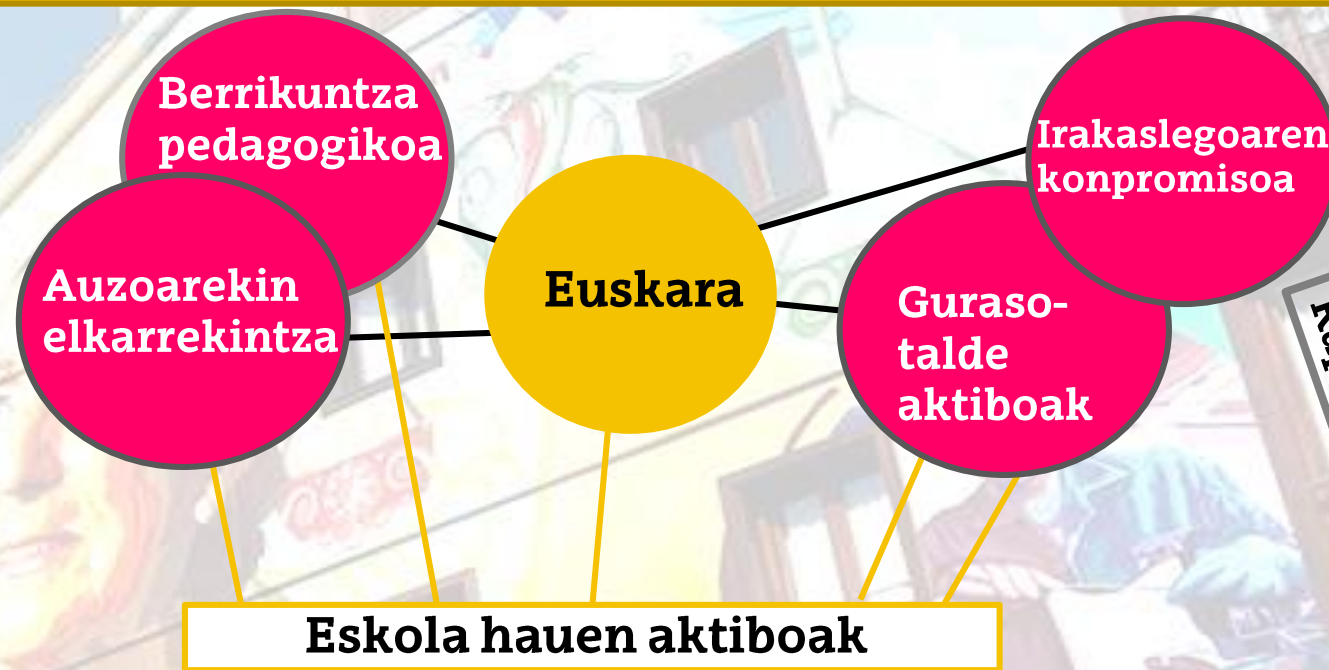 Berrikuntza
pedagogikoa
Irakaslegoaren
konpromisoa
Auzoarekin
elkarrekintza
Euskara
Guraso-
talde
aktiboak
Eskola hauen aktiboak